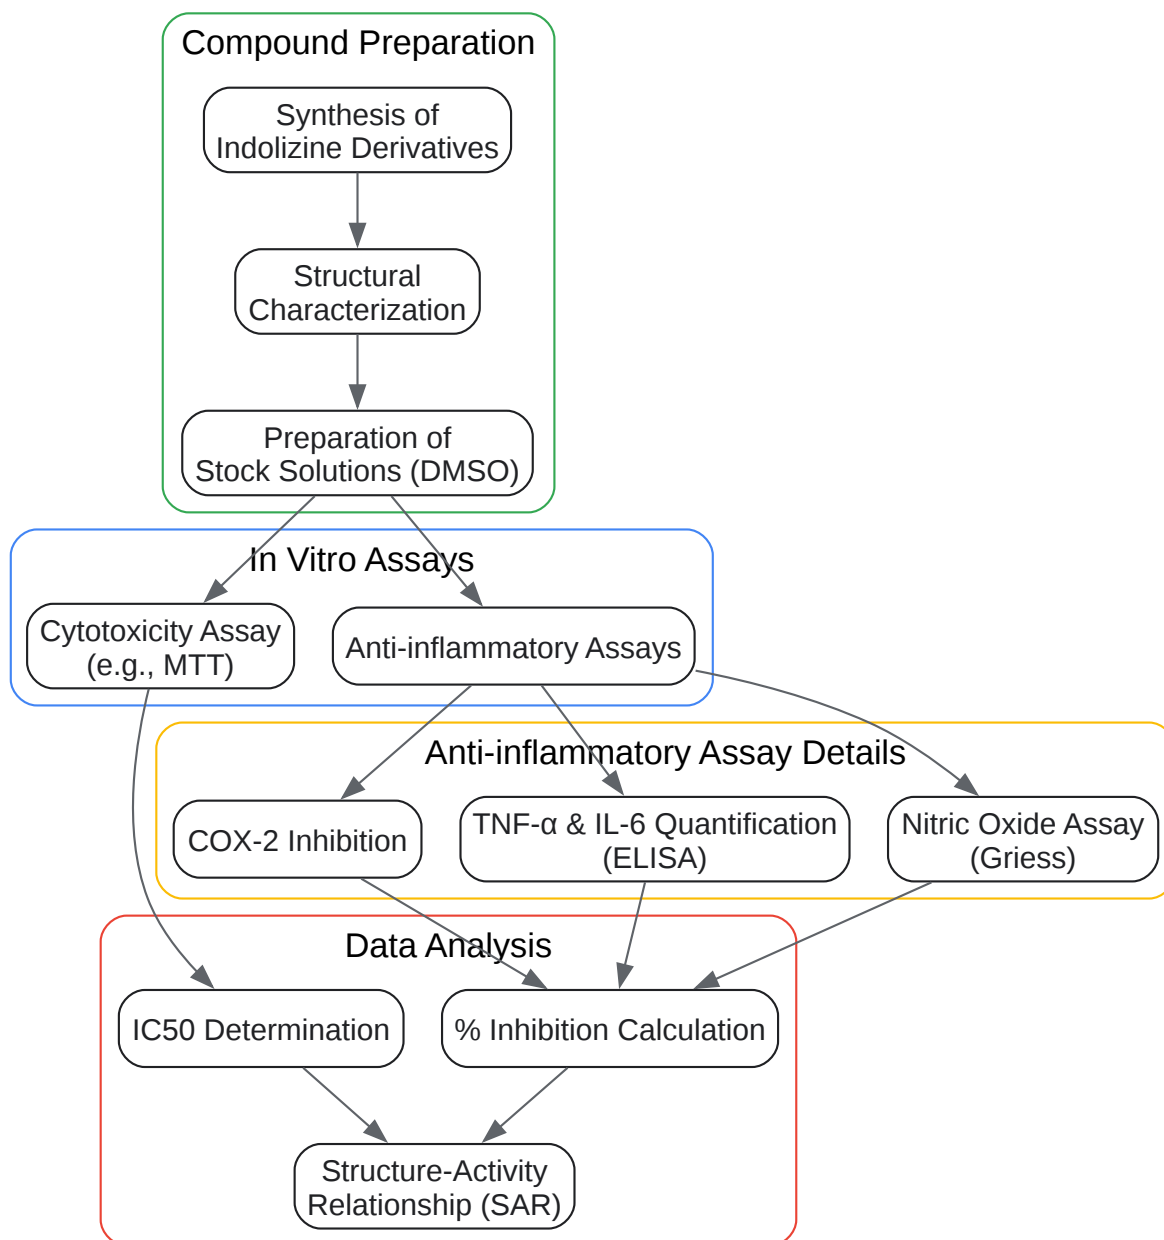 Compound Preparation
Synthesis of
Indolizine Derivatives
Structural
Characterization
Preparation of
Stock Solutions (DMSO)
In Vitro Assays
Cytotoxicity Assay
(e.g., MTT)
Anti-inflammatory Assays
Anti-inflammatory Assay Details
COX-2 Inhibition
TNF-α & IL-6 Quantification
(ELISA)
Nitric Oxide Assay
(Griess)
Data Analysis
IC50 Determination
% Inhibition Calculation
Structure-Activity
Relationship (SAR)